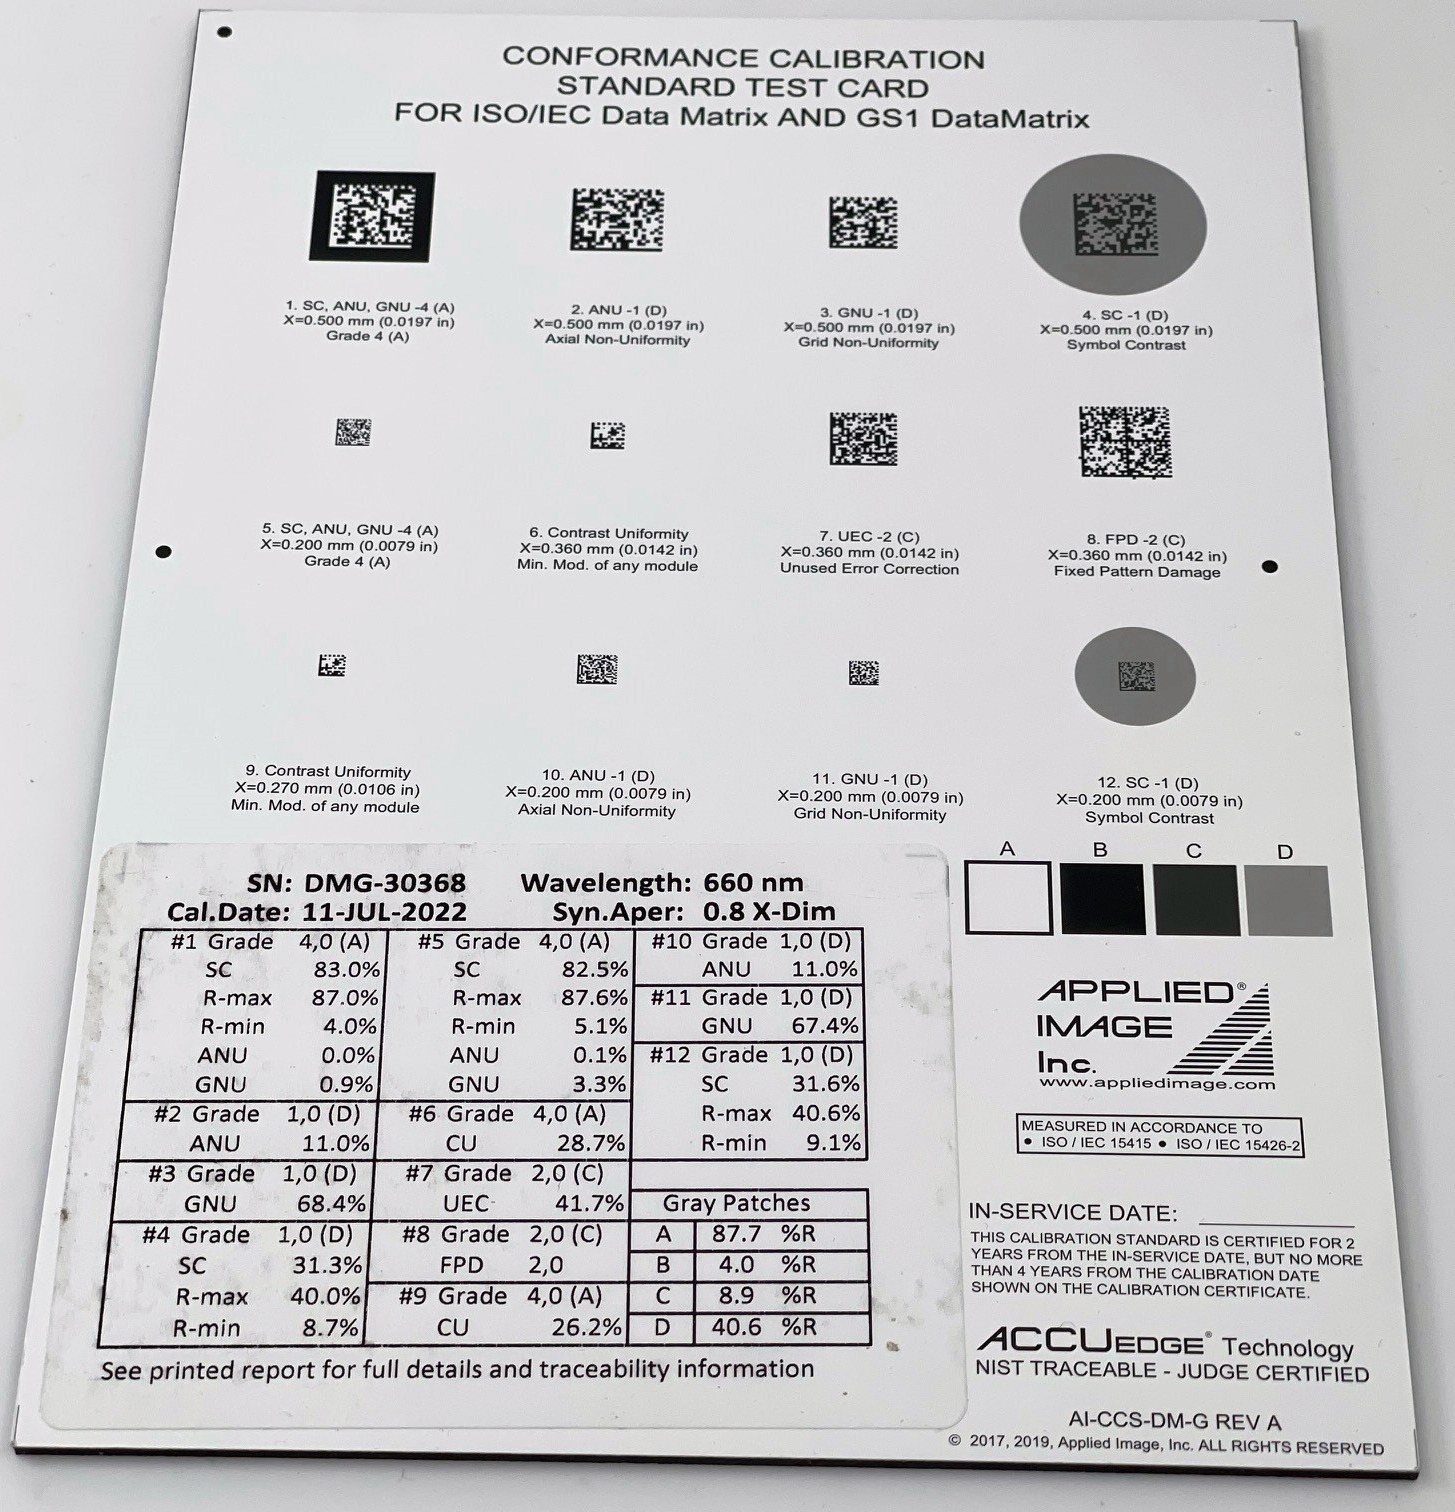 CONFORMANCE CALIBRATION
STANDARD TEST CARD
FOR ISO/IEC Data Matrix AND GS1 DataMatrix
1. SC, ANU, GNU -4 (A)
X=0.500 mm (0.0197 in)
Grade 4 (A)
2. ANU -1 (D)
X=0.500 mm (0.0197 in)
Axial Non-Uniformity
3. GNU -1 (D)
X=0.500 mm (0.0197 in)
Grid Non-Uniformity
4. SC -1 (D)
X=0.500 mm (0.0197 in)
Symbol Contrast
5. SC, ANU, GNU -4 (A)
X=0.200 mm (0.0079 in)
Grade 4 (A)
6. Contrast Uniformity
X=0.360 mm (0.0142 in)
Min. Mod. of any module
7. UEC -2 (C)
X=0.360 mm (0.0142 in)
Unused Error Correction
8. FPD -2 (C)
X=0.360 mm (0.0142 in)
Fixed Pattern Damage
9. Contrast Uniformity
X=0.270 mm (0.0106 in)
Min. Mod. of any module
10. ANU -1 (D)
X=0.200 mm (0.0079 in)
Axial Non-Uniformity
11. GNU -1 (D)
X=0.200 mm (0.0079 in)
Grid Non-Uniformity
12. SC -1 (D)
X=0.200 mm (0.0079 in)
Symbol Contrast
A B C D
SN: DMG-30368 Wavelength: 660 nm
Cal.Date: 11-JUL-2022 Syn.Aper: 0.8 X-Dim
#1 Grade 4,0 (A)
SC 83.0%
R-max 87.0%
R-min 4.0%
ANU 0.0%
GNU 0.9%
#2 Grade 1,0 (D)
ANU 11.0%
#3 Grade 1,0 (D)
GNU 68.4%
#4 Grade 1,0 (D)
SC 31.3%
R-max 40.0%
R-min 8.7%
#5 Grade 4,0 (A)
SC 82.5%
R-max 87.6%
R-min 5.1%
ANU 0.1%
GNU 3.3%
#6 Grade 4,0 (A)
CU 28.7%
#7 Grade 2,0 (C)
UEC 41.7%
#8 Grade 2,0 (C)
FPD 2,0
#9 Grade 4,0 (A)
CU 26.2%
#10 Grade 1,0 (D)
ANU 11.0%
#11 Grade 1,0 (D)
GNU 67.4%
#12 Grade 1,0 (D)
SC 31.6%
R-max 40.6%
R-min 9.1%
Gray Patches
A 87.7 %R
B 4.0 %R
C 8.9 %R
D 40.6 %R
See printed report for full details and traceability information
APPLIED®
IMAGE
Inc.
www.appliedimage.com
MEASURED IN ACCORDANCE TO
● ISO / IEC 15415 ● ISO / IEC 15426-2
IN-SERVICE DATE:
THIS CALIBRATION STANDARD IS CERTIFIED FOR 2
YEARS FROM THE IN-SERVICE DATE, BUT NO MORE
THAN 4 YEARS FROM THE CALIBRATION DATE
SHOWN ON THE CALIBRATION CERTIFICATE.
ACCUEDGE® Technology
NIST TRACEABLE - JUDGE CERTIFIED
AI-CCS-DM-G REV A
© 2017, 2019, Applied Image, Inc. ALL RIGHTS RESERVED